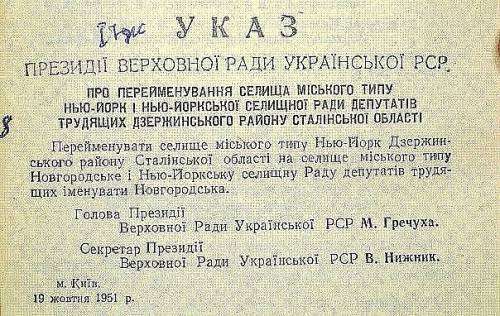 УКАЗ
ПРЕЗИДІЇ ВЕРХОВНОЇ РАДИ УКРАЇНСЬКОЇ РСР
ПРО ПЕРЕЙМЕНУВАННЯ СЕЛИЩА МІСЬКОГО ТИПУ
НЬЮ-ЙОРК І НЬЮ-ЙОРКСЬКОЇ СЕЛИЩНОЇ РАДИ ДЕПУТАТІВ
ТРУДЯЩИХ ДЗЕРЖИНСЬКОГО РАЙОНУ СТАЛІНСЬКОЇ ОБЛАСТІ
Перейменувати селище міського типу Нью-Йорк Дзержин-
ського району Сталінської області на селище міського типу
Новгородське і Нью-Йоркську селищну Раду депутатів трудя-
щих іменувати Новгородська.
Голова Президії
Верховної Ради Української РСР М. Гречуха.
Секретар Президії
Верховної Ради Української РСР В. Нижник.
м. Київ.
19 жовтня 1951 р.